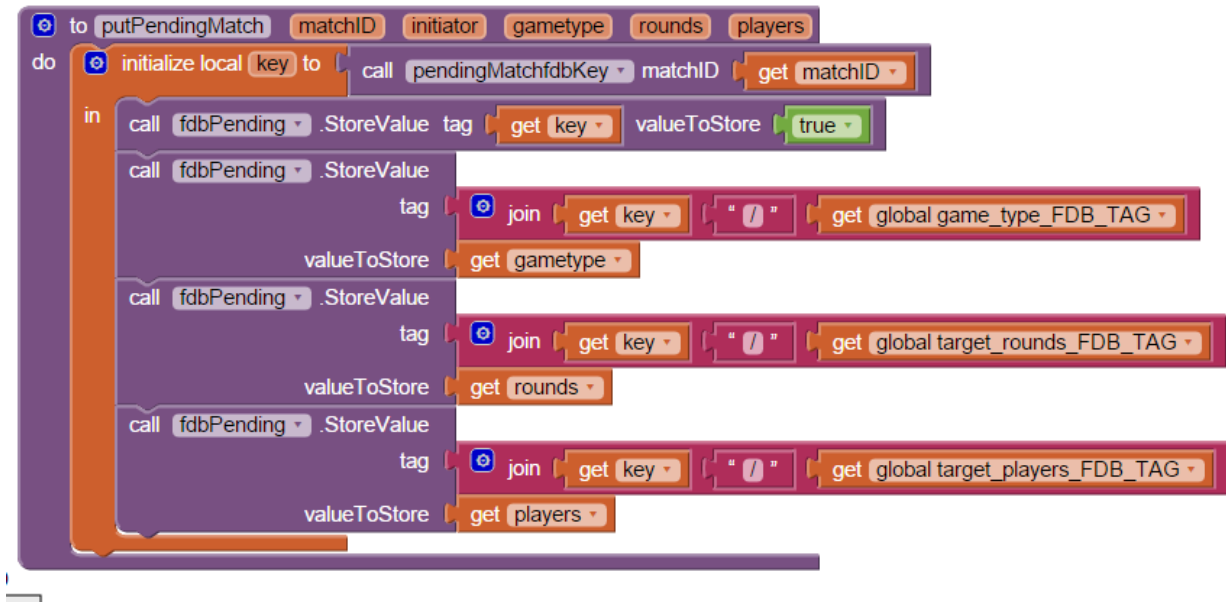 to putPendingMatch matchID initiator gametype rounds players
do initialize local key to call pendingMatchfdbKey matchID get matchID
in call fdbPending .StoreValue tag get key valueToStore true
call fdbPending .StoreValue
tag join get key " / " get global game_type_FDB_TAG
valueToStore get gametype
call fdbPending .StoreValue
tag join get key " / " get global target_rounds_FDB_TAG
valueToStore get rounds
call fdbPending .StoreValue
tag join get key " / " get global target_players_FDB_TAG
valueToStore get players